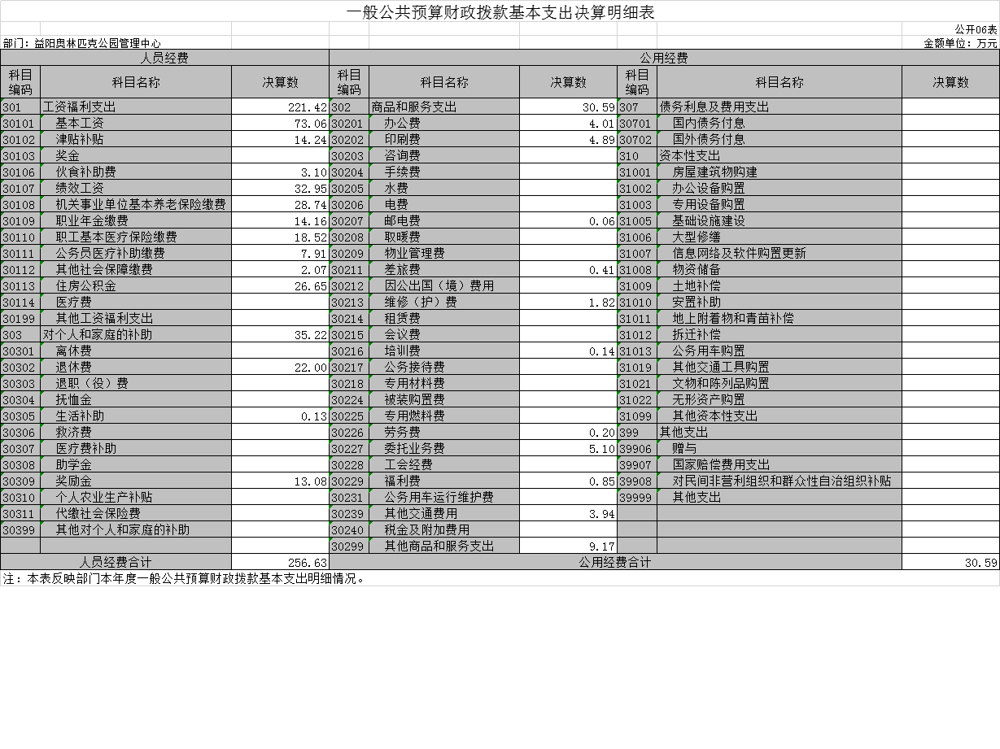 一般公共预算财政拨款基本支出决算明细表
公开06表
部门：益阳奥林匹克公园管理中心 金额单位：万元
人员经费 公用经费
科目编码 科目名称 决算数 科目编码 科目名称 决算数 科目编码 科目名称 决算数
301 工资福利支出 221.42 302 商品和服务支出 30.59 307 债务利息及费用支出
30101 基本工资 73.06 30201 办公费 4.01 30701 国内债务付息
30102 津贴补贴 14.24 30202 印刷费 4.89 30702 国外债务付息
30103 奖金 30203 咨询费 310 资本性支出
30106 伙食补助费 3.10 30204 手续费 31001 房屋建筑物购建
30107 绩效工资 32.95 30205 水费 31002 办公设备购置
30108 机关事业单位基本养老保险缴费 28.74 30206 电费 31003 专用设备购置
30109 职业年金缴费 14.16 30207 邮电费 0.06 31005 基础设施建设
30110 职工基本医疗保险缴费 18.52 30208 取暖费 31006 大型修缮
30111 公务员医疗补助缴费 7.91 30209 物业管理费 31007 信息网络及软件购置更新
30112 其他社会保障缴费 2.07 30211 差旅费 0.41 31008 物资储备
30113 住房公积金 26.65 30212 因公出国（境）费用 31009 土地补偿
30114 医疗费 30213 维修（护）费 1.82 31010 安置补助
30199 其他工资福利支出 30214 租赁费 31011 地上附着物和青苗补偿
303 对个人和家庭的补助 35.22 30215 会议费 31012 拆迁补偿
30301 离休费 30216 培训费 0.14 31013 公务用车购置
30302 退休费 22.00 30217 公务接待费 31019 其他交通工具购置
30303 退职（役）费 30218 专用材料费 31021 文物和陈列品购置
30304 抚恤金 30224 被装购置费 31022 无形资产购置
30305 生活补助 0.13 30225 专用燃料费 31099 其他资本性支出
30306 救济费 30226 劳务费 0.20 399 其他支出
30307 医疗费补助 30227 委托业务费 5.10 39906 赠与
30308 助学金 30228 工会经费 39907 国家赔偿费用支出
30309 奖励金 13.08 30229 福利费 0.85 39908 对民间非营利组织和群众性自治组织补贴
30310 个人农业生产补贴 30231 公务用车运行维护费 39999 其他支出
30311 代缴社会保险费 30239 其他交通费用 3.94
30399 其他对个人和家庭的补助 30240 税金及附加费用
30299 其他商品和服务支出 9.17
人员经费合计 256.63 公用经费合计 30.59
注：本表反映部门本年度一般公共预算财政拨款基本支出明细情况。